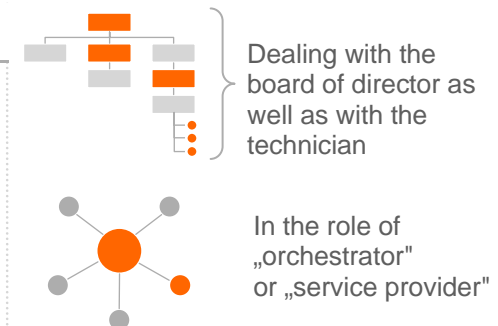 Dealing with the
board of director as
well as with the
technician
In the role of
„orchestrator"
or „service provider"